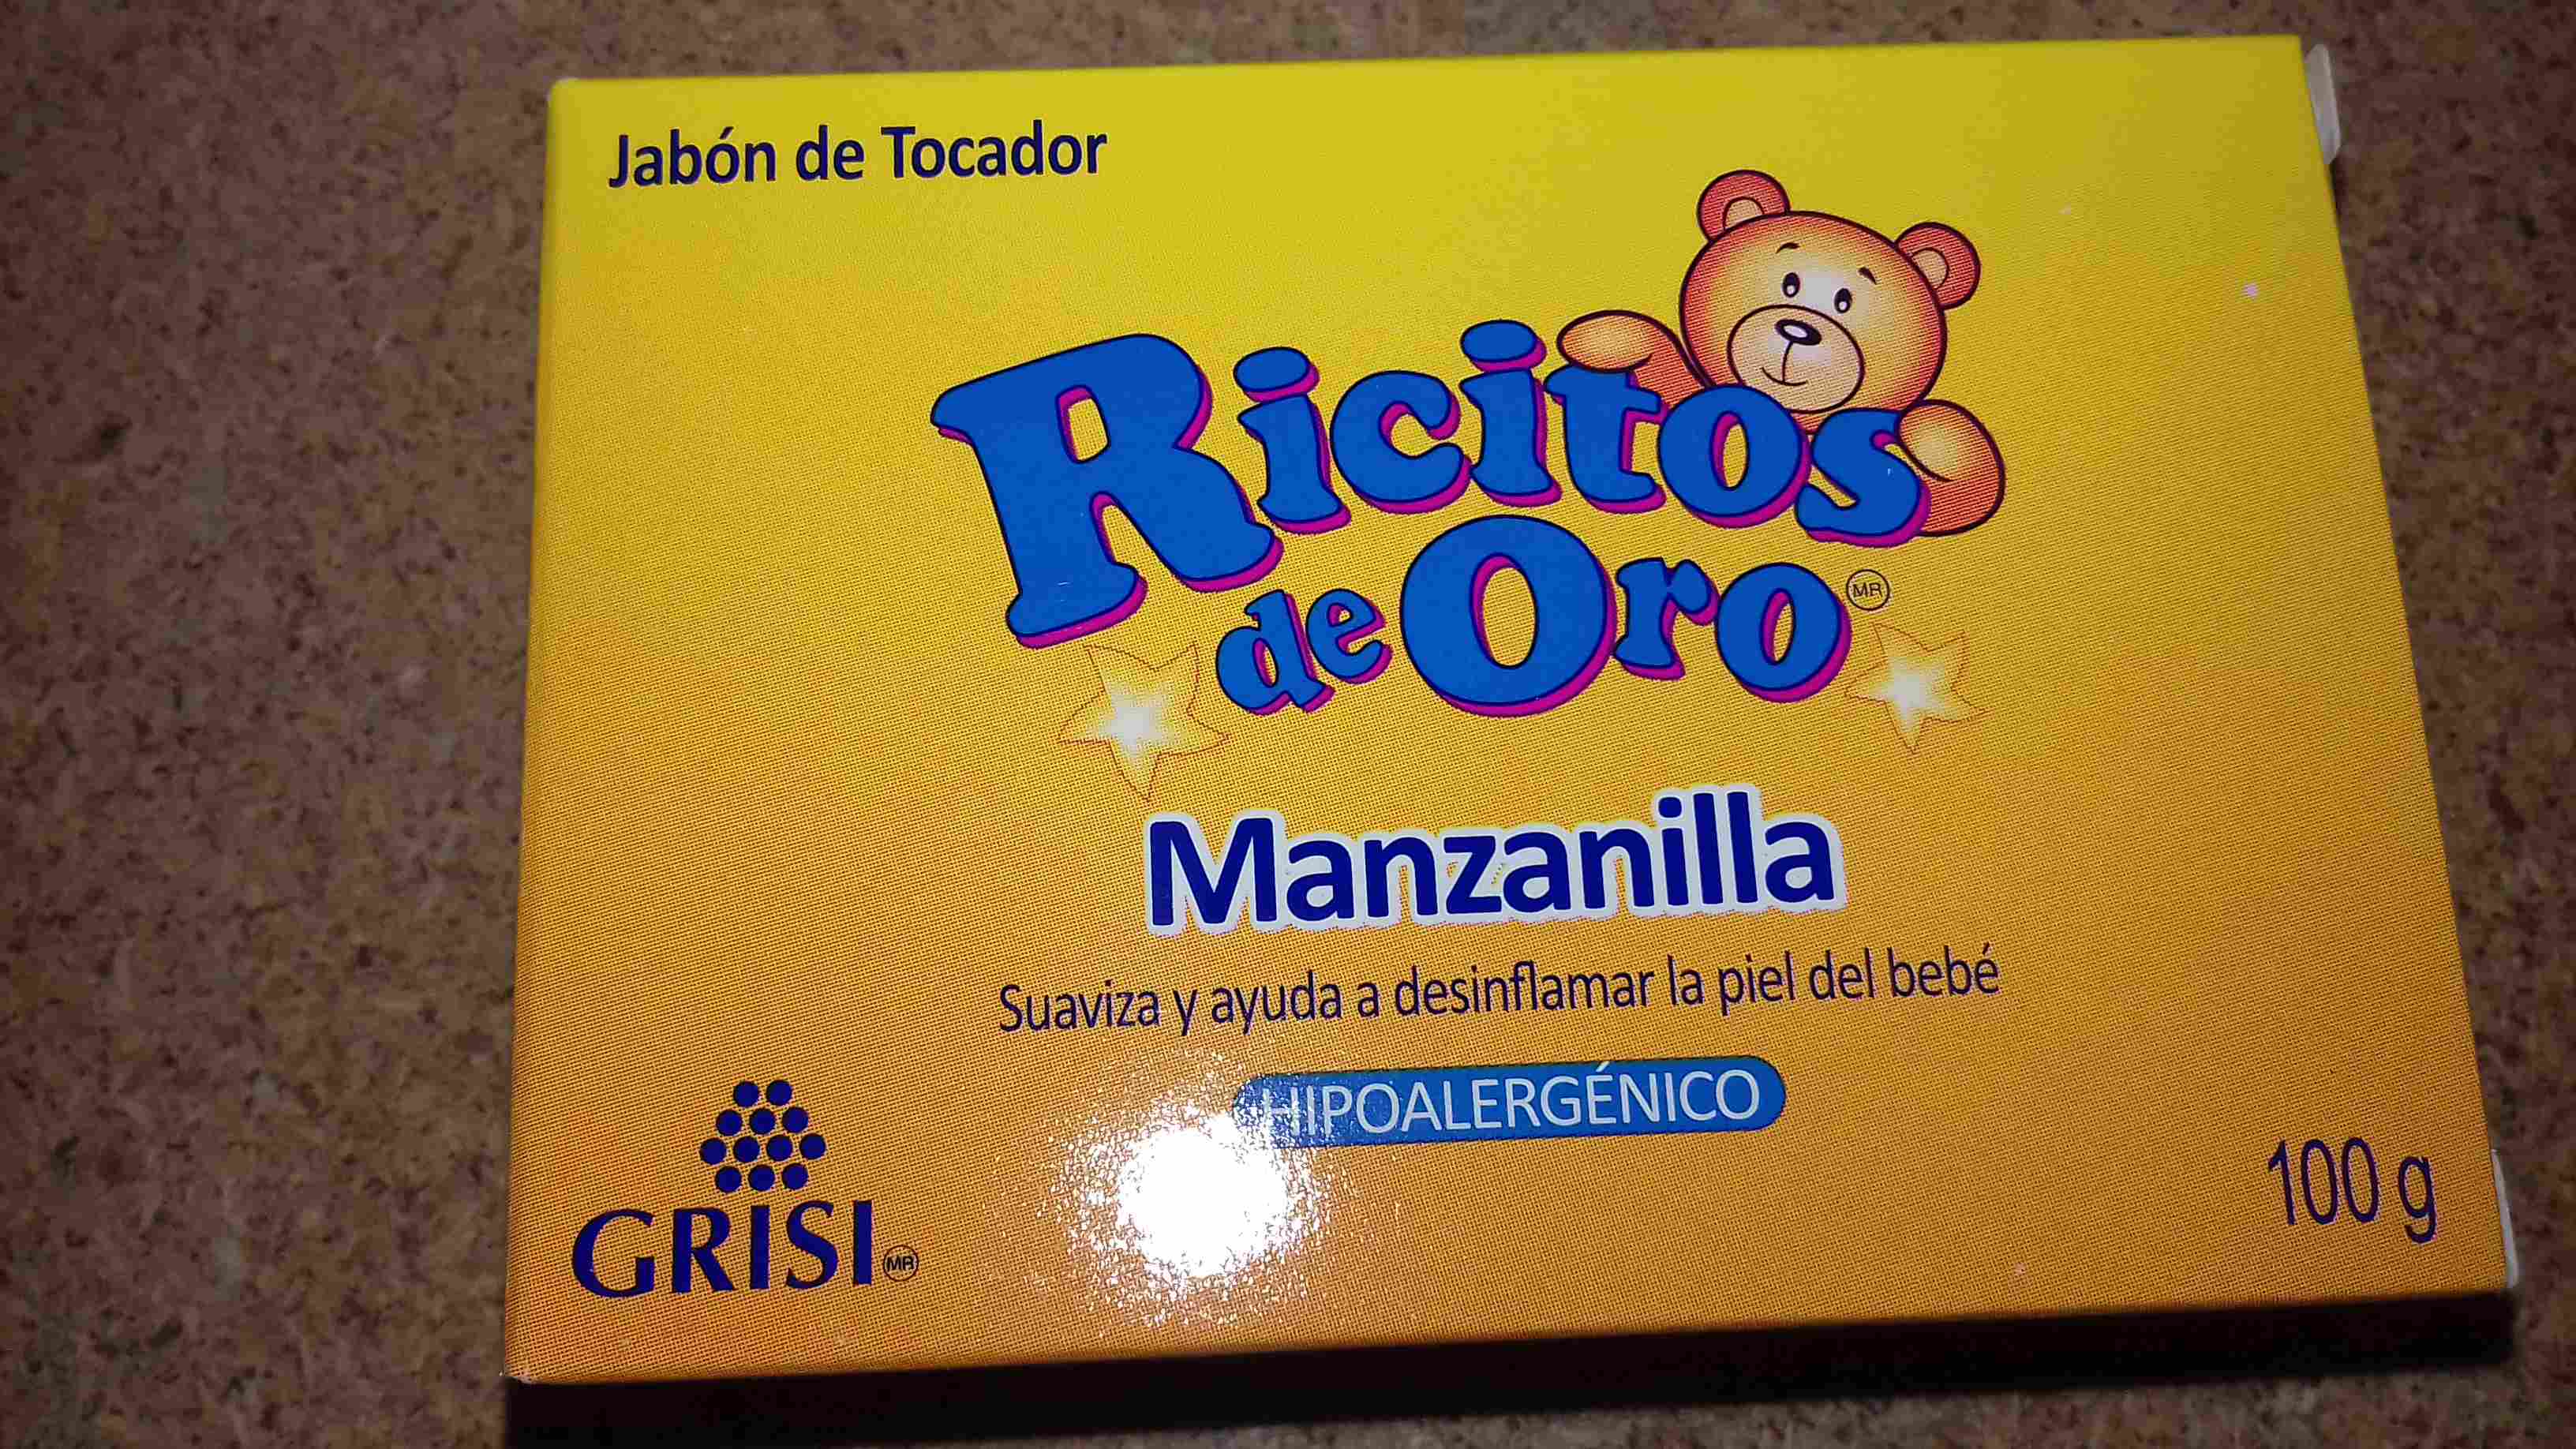 Jabón de Tocador
Ricitos
de Oro MR
Manzanilla
Suaviza y ayuda a desinflamar la piel del bebé
HIPOALERGÉNICO
GRISI MR
100 g